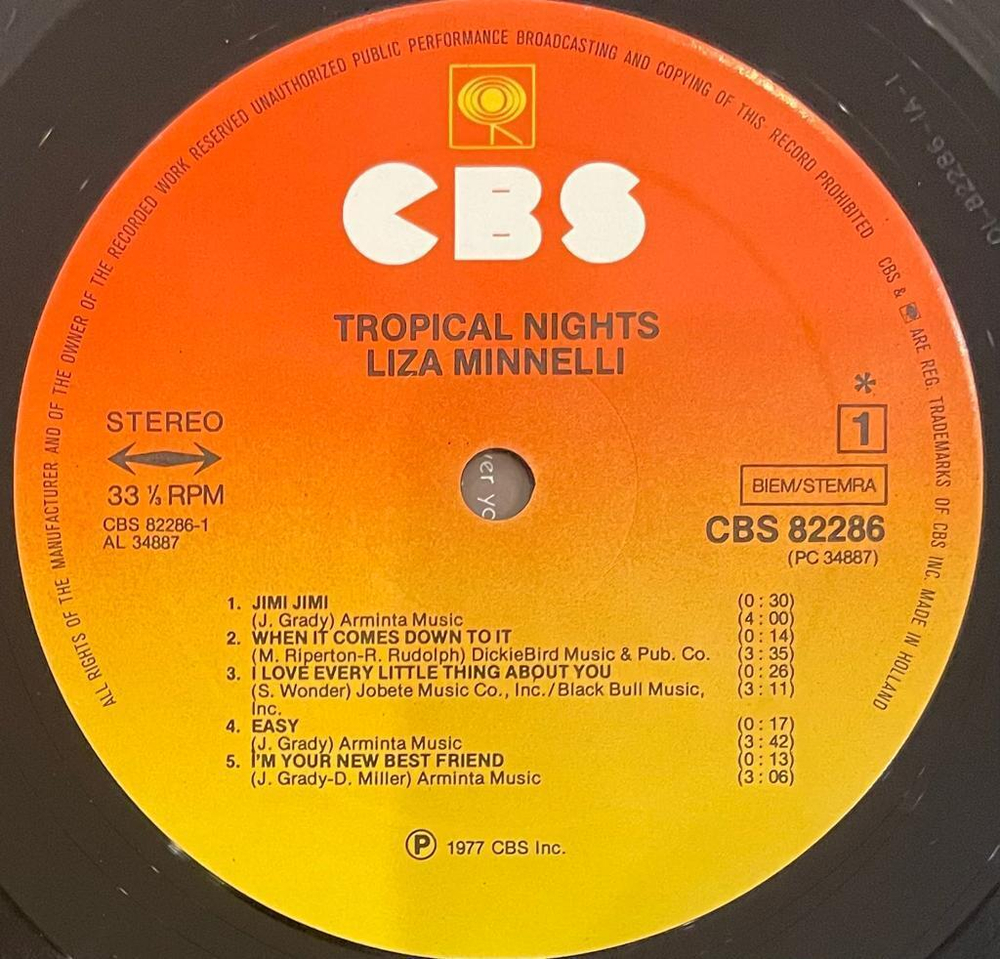 ALL RIGHTS OF THE MANUFACTURER AND OF THE OWNER OF THE RECORDED WORK RESERVED UNAUTHORIZED PUBLIC PERFORMANCE BROADCASTING AND COPYING OF THIS RECORD PROHIBITED CBS & ARE REG. TRADEMARKS OF CBS INC. MADE IN HOLLAND
CBS
TROPICAL NIGHTS
LIZA MINNELLI
STEREO
33 ⅓ RPM
CBS 82286-1
AL 34887
*
1
BIEM/STEMRA
CBS 82286
(PC 34887)
1. JIMI JIMI (0 : 30)
(J. Grady) Arminta Music (4 : 00)
2. WHEN IT COMES DOWN TO IT (0 : 14)
(M. Riperton-R. Rudolph) DickieBird Music & Pub. Co. (3 : 35)
3. I LOVE EVERY LITTLE THING ABOUT YOU (0 : 26)
(S. Wonder) Jobete Music Co., Inc./Black Bull Music, (3 : 11)
Inc.
4. EASY (0 : 17)
(J. Grady) Arminta Music (3 : 42)
5. I'M YOUR NEW BEST FRIEND (0 : 13)
(J. Grady-D. Miller) Arminta Music (3 : 06)
Ⓟ 1977 CBS Inc.